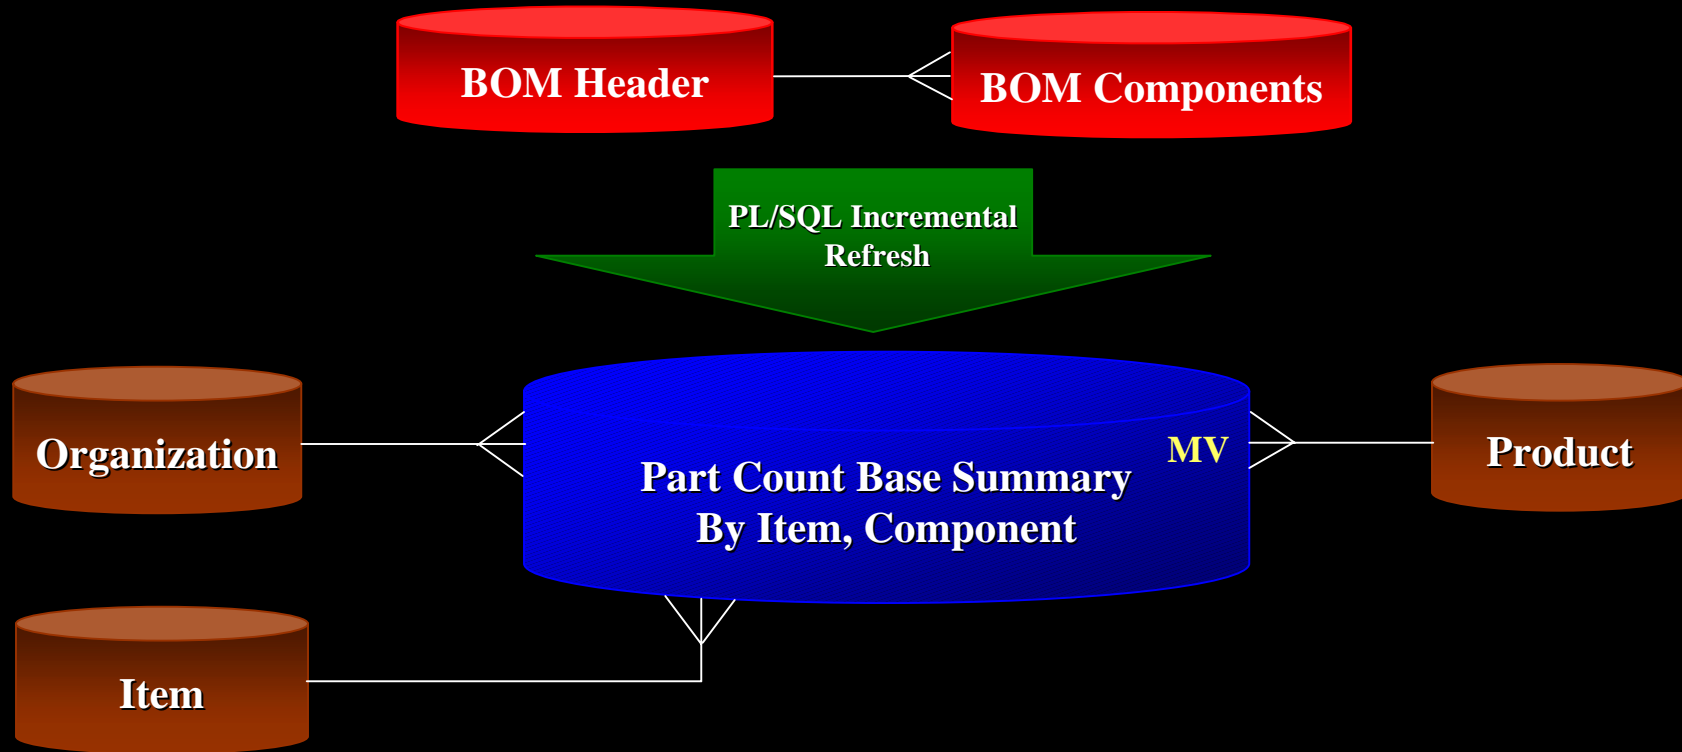 BOM Header
BOM Components
PL/SQL Incremental
Refresh
Organization
MV
Product
Part Count Base Summary
By Item, Component
Item